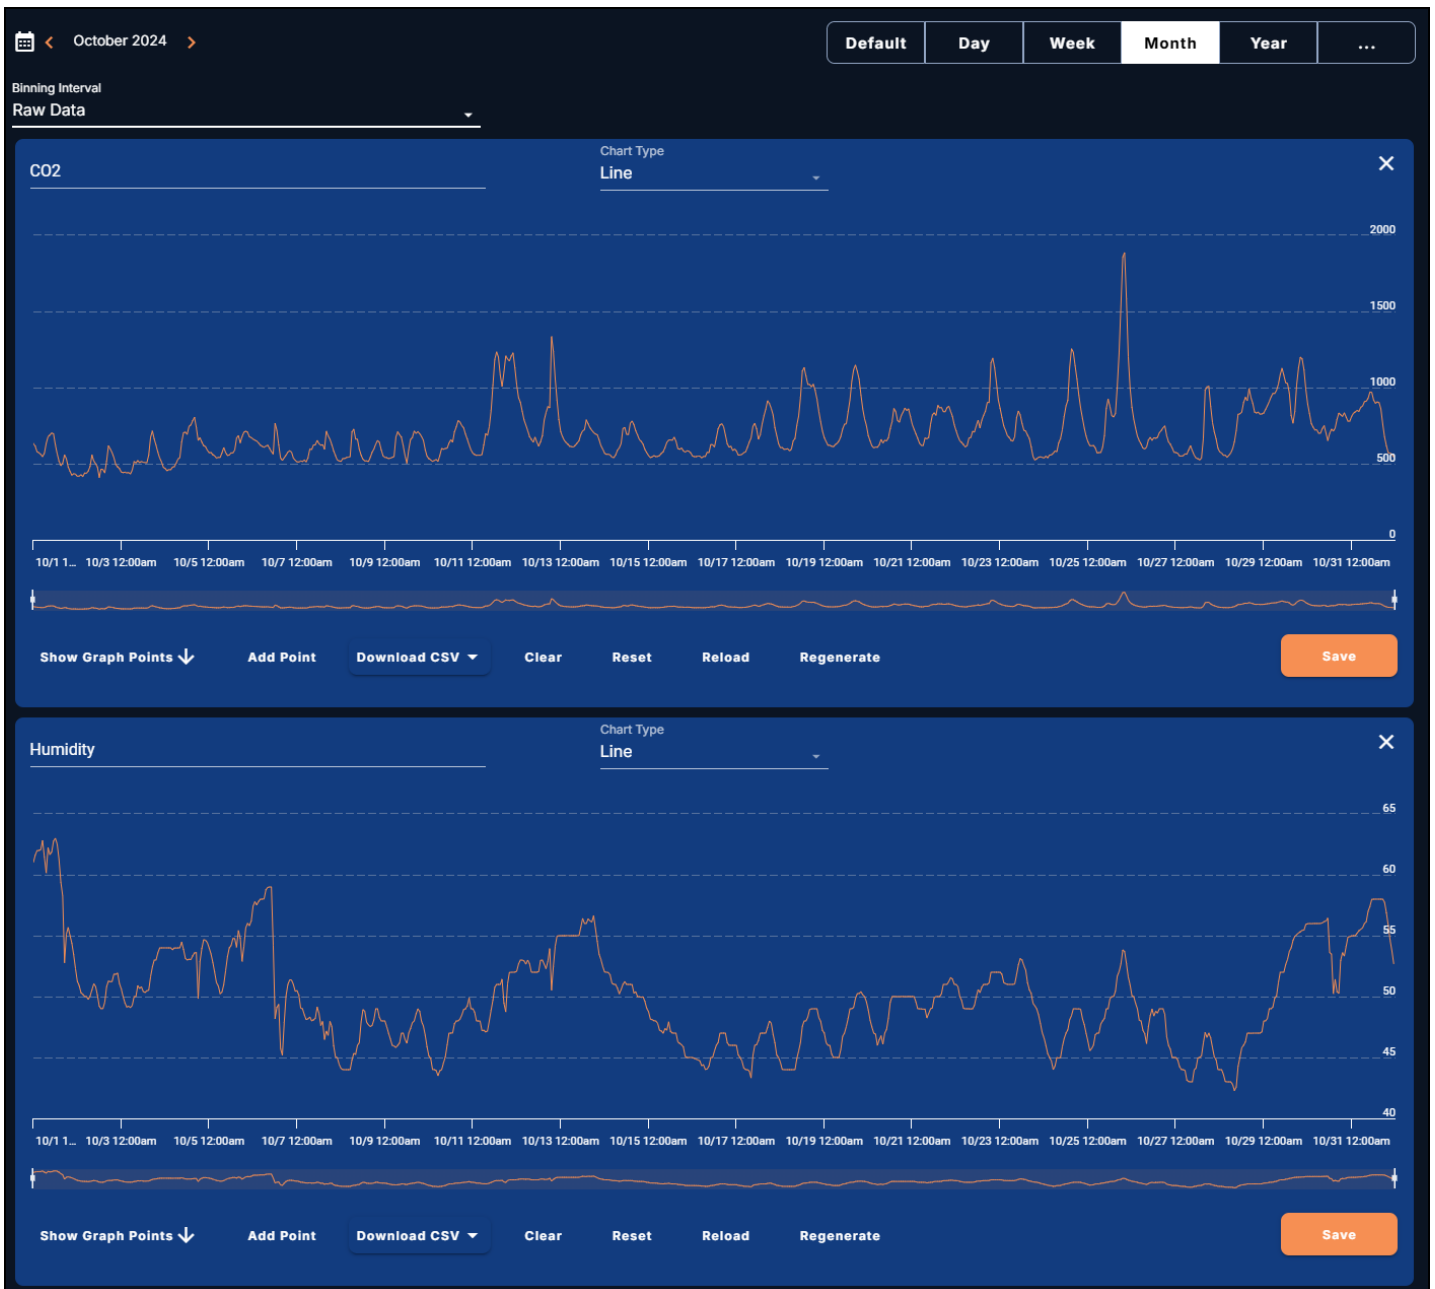 October 2024
Default Day Week Month Year ...
Binning Interval
Raw Data
CO2
Chart Type
Line
2000
1500
1000
500
0
10/1 1... 10/3 12:00am 10/5 12:00am 10/7 12:00am 10/9 12:00am 10/11 12:00am 10/13 12:00am 10/15 12:00am 10/17 12:00am 10/19 12:00am 10/21 12:00am 10/23 12:00am 10/25 12:00am 10/27 12:00am 10/29 12:00am 10/31 12:00am
Show Graph Points Add Point Download CSV Clear Reset Reload Regenerate Save
Humidity
Chart Type
Line
65
60
55
50
45
40
10/1 1... 10/3 12:00am 10/5 12:00am 10/7 12:00am 10/9 12:00am 10/11 12:00am 10/13 12:00am 10/15 12:00am 10/17 12:00am 10/19 12:00am 10/21 12:00am 10/23 12:00am 10/25 12:00am 10/27 12:00am 10/29 12:00am 10/31 12:00am
Show Graph Points Add Point Download CSV Clear Reset Reload Regenerate Save